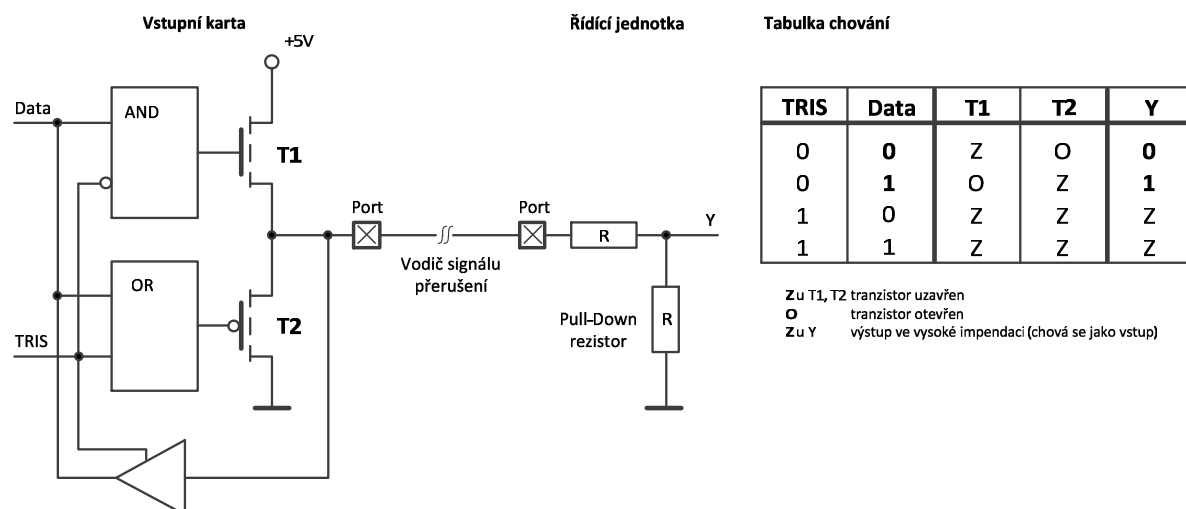 Vstupní karta
Řídící jednotka
Tabulka chování
+5V
Data
AND
T1
Port
Port
R
Y
Vodič signálu
přerušení
OR
T2
TRIS
Pull-Down
rezistor
R
TRIS Data T1 T2 Y
0 0 Z O 0
0 1 O Z 1
1 0 Z Z Z
1 1 Z Z Z
Z u T1, T2 tranzistor uzavřen
O tranzistor otevřen
Z u Y výstup ve vysoké impendaci (chová se jako vstup)